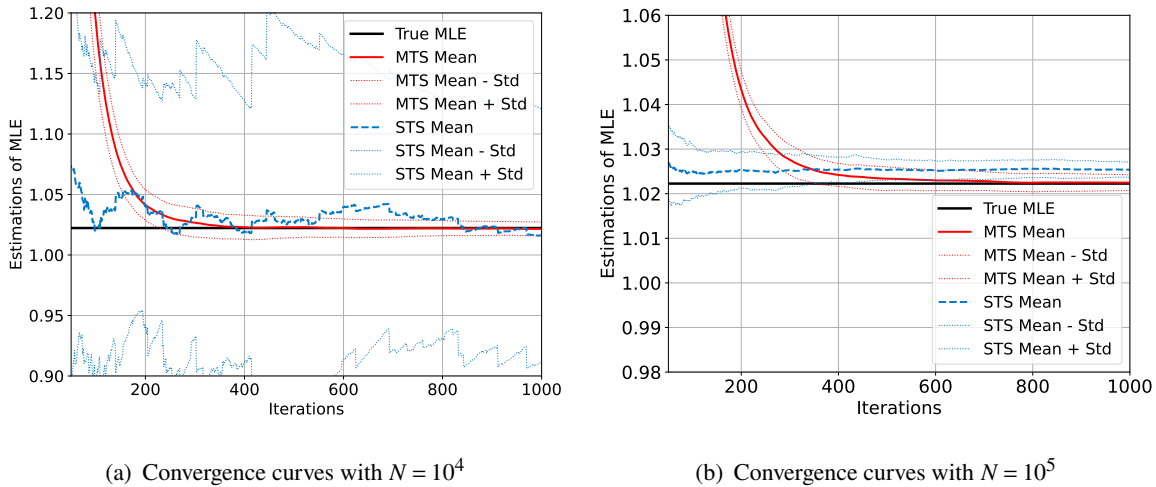 1.20
1.15
1.10
1.05
1.00
0.95
0.90
Estimations of MLE
200
400
600
800
1000
Iterations
True MLE
MTS Mean
MTS Mean - Std
MTS Mean + Std
STS Mean
STS Mean - Std
STS Mean + Std
(a) Convergence curves with N = 10⁴
1.06
1.05
1.04
1.03
1.02
1.01
1.00
0.99
0.98
Estimations of MLE
200
400
600
800
1000
Iterations
True MLE
MTS Mean
MTS Mean - Std
MTS Mean + Std
STS Mean
STS Mean - Std
STS Mean + Std
(b) Convergence curves with N = 10⁵